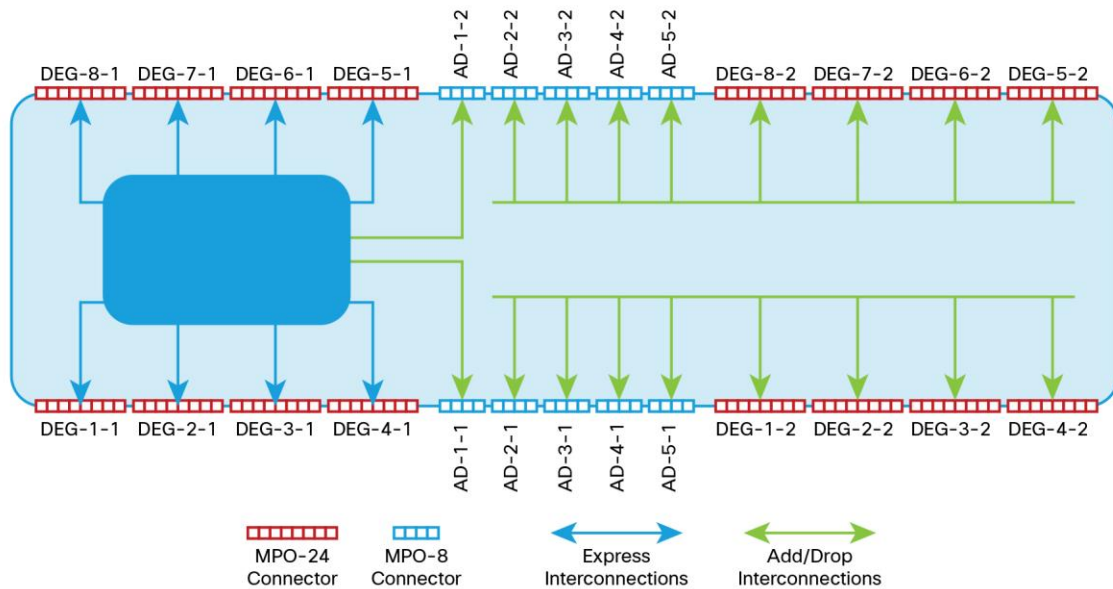 AD-1-2
AD-2-2
AD-3-2
AD-4-2
AD-5-2
DEG-8-1 DEG-7-1 DEG-6-1 DEG-5-1
DEG-8-2 DEG-7-2 DEG-6-2 DEG-5-2
DEG-1-1 DEG-2-1 DEG-3-1 DEG-4-1
AD-1-1
AD-2-1
AD-3-1
AD-4-1
AD-5-1
DEG-1-2 DEG-2-2 DEG-3-2 DEG-4-2
MPO-24
Connector
MPO-8
Connector
Express
Interconnections
Add/Drop
Interconnections